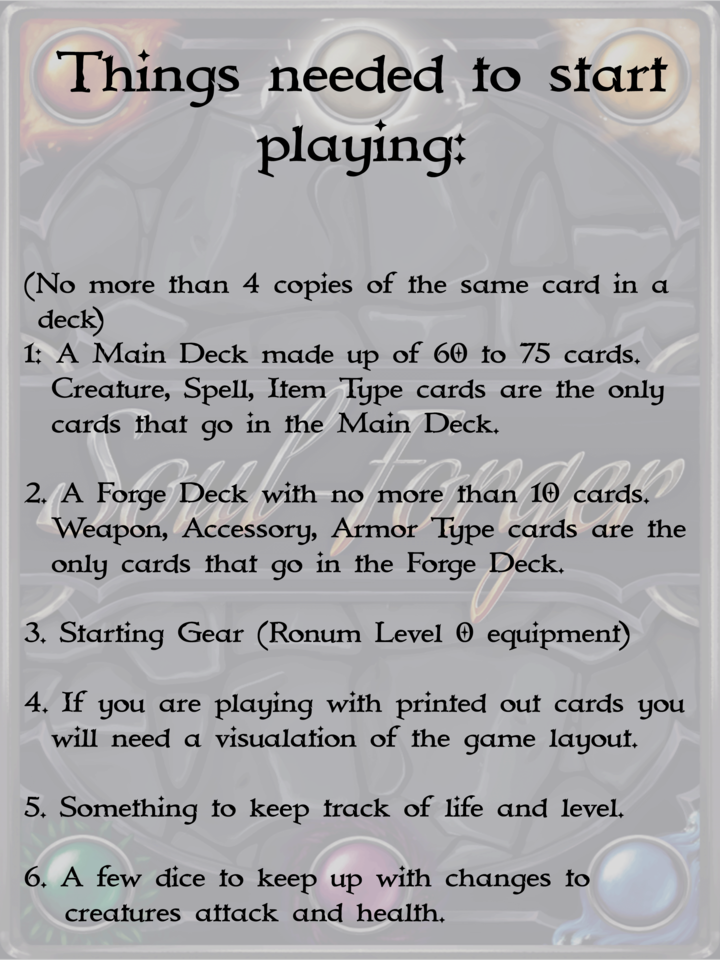 Things needed to start
playing:
(No more than 4 copies of the same card in a
deck)
1: A Main Deck made up of 60 to 75 cards.
Creature, Spell, Item Type cards are the only
cards that go in the Main Deck.
2. A Forge Deck with no more than 10 cards.
Weapon, Accessory, Armor Type cards are the
only cards that go in the Forge Deck.
Soul Forger
3. Starting Gear (Ronum Level 0 equipment)
4. If you are playing with printed out cards you
will need a visualation of the game layout.
5. Something to keep track of life and level.
6. A few dice to keep up with changes to
creatures attack and health.